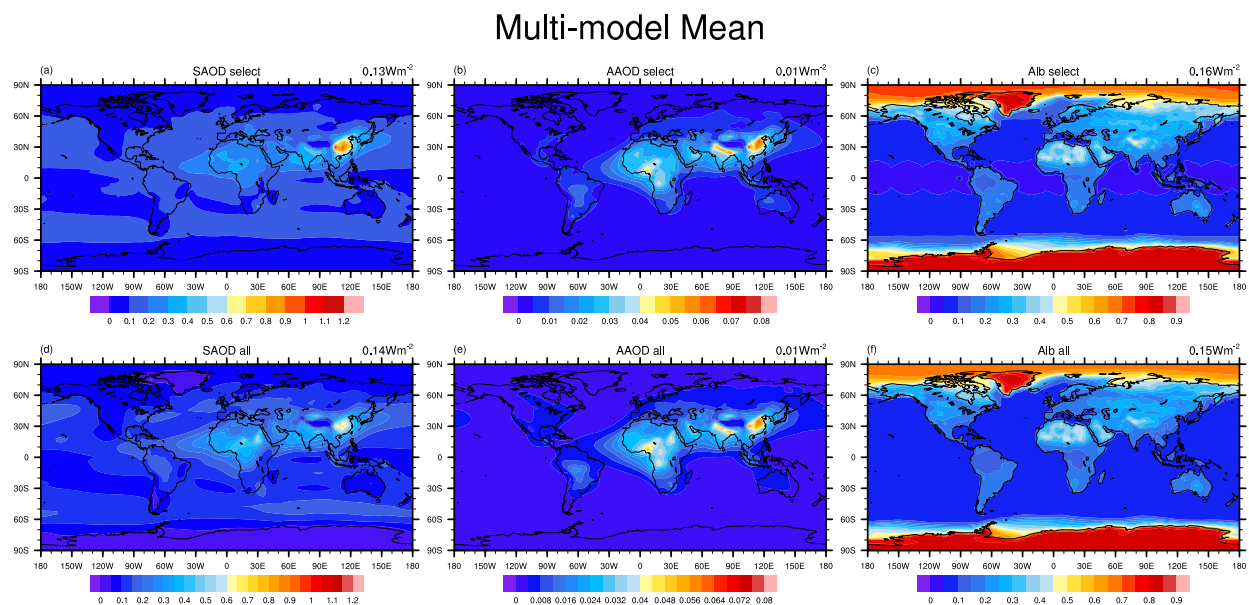 Multi-model Mean
(a) SAOD select 0.13Wm-2
(b) AAOD select 0.01Wm-2
(c) Alb select 0.16Wm-2
90N
60N
30N
0
30S
60S
90S
180 150W 120W 90W 60W 30W 0 30E 60E 90E 120E 150E 180
0 0.1 0.2 0.3 0.4 0.5 0.6 0.7 0.8 0.9 1 1.1 1.2
90N
60N
30N
0
30S
60S
90S
180 150W 120W 90W 60W 30W 0 30E 60E 90E 120E 150E 180
0 0.01 0.02 0.03 0.04 0.05 0.06 0.07 0.08
90N
60N
30N
0
30S
60S
90S
180 150W 120W 90W 60W 30W 0 30E 60E 90E 120E 150E 180
0 0.1 0.2 0.3 0.4 0.5 0.6 0.7 0.8 0.9
(d) SAOD all 0.14Wm-2
(e) AAOD all 0.01Wm-2
(f) Alb all 0.15Wm-2
90N
60N
30N
0
30S
60S
90S
180 150W 120W 90W 60W 30W 0 30E 60E 90E 120E 150E 180
0 0.1 0.2 0.3 0.4 0.5 0.6 0.7 0.8 0.9 1 1.1 1.2
90N
60N
30N
0
30S
60S
90S
180 150W 120W 90W 60W 30W 0 30E 60E 90E 120E 150E 180
0 0.008 0.016 0.024 0.032 0.04 0.048 0.056 0.064 0.072 0.08
90N
60N
30N
0
30S
60S
90S
180 150W 120W 90W 60W 30W 0 30E 60E 90E 120E 150E 180
0 0.1 0.2 0.3 0.4 0.5 0.6 0.7 0.8 0.9